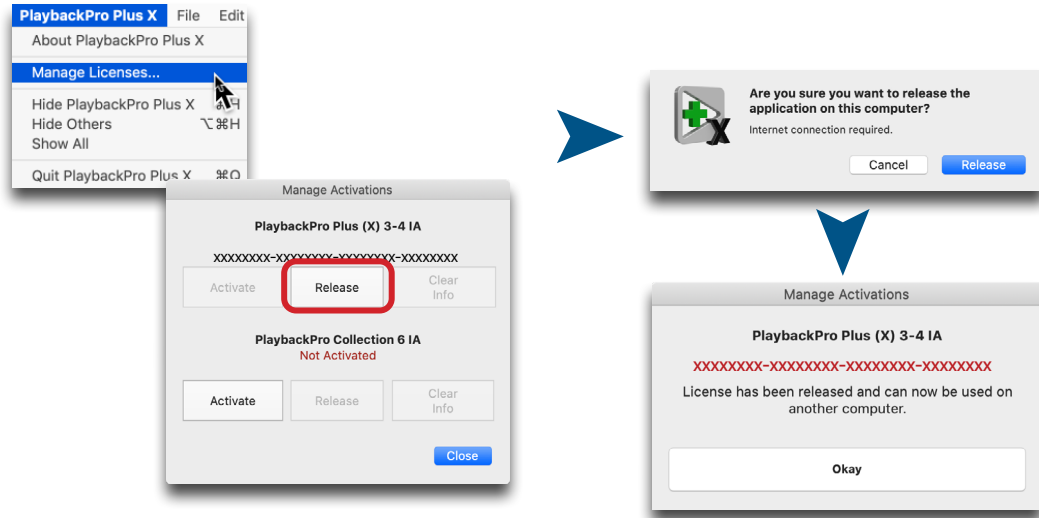 PlaybackPro Plus X File Edit
About PlaybackPro Plus X
Manage Licenses...
Hide PlaybackPro Plus X ⌘H
Hide Others ⌥⌘H
Show All
Quit PlaybackPro Plus X ⌘Q
Manage Activations
PlaybackPro Plus (X) 3-4 IA
XXXXXXXX-XXXXXXXX-XXXXXXXX-XXXXXXXX
Activate Release Clear
Info
PlaybackPro Collection 6 IA
Not Activated
Activate Release Clear
Info
Close
Are you sure you want to release the
application on this computer?
Internet connection required.
Cancel Release
Manage Activations
PlaybackPro Plus (X) 3-4 IA
XXXXXXXX-XXXXXXXX-XXXXXXXX-XXXXXXXX
License has been released and can now be used on
another computer.
Okay